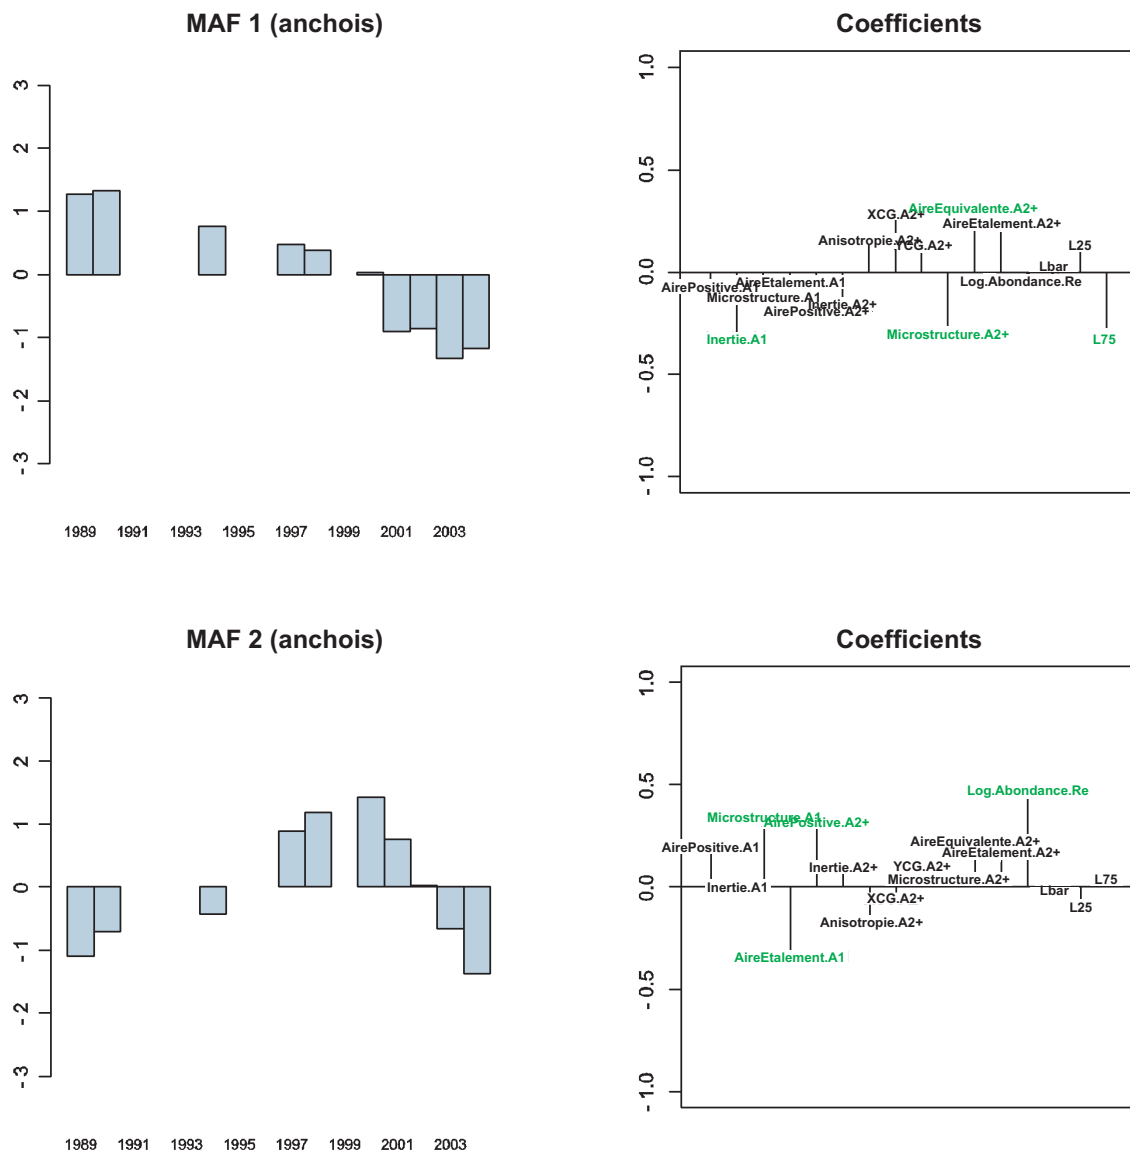 MAF 1 (anchois)
Coefficients
3
2
1
0
- 1
- 2
- 3
1989 1991 1993 1995 1997 1999 2001 2003
1.0
0.5
0.0
- 0.5
- 1.0
AireEquivalente.A2+
XCG.A2+
AireEtalement.A2+
Anisotropie.A2+
YCG.A2+
L25
Lbar
AirePositive.A1
AireEtalement.A1
Log.Abondance.Re
Microstructure.A1
Inertie.A2+
AirePositive.A2+
Inertie.A1
Microstructure.A2+
L75
MAF 2 (anchois)
Coefficients
3
2
1
0
- 1
- 2
- 3
1989 1991 1993 1995 1997 1999 2001 2003
1.0
0.5
0.0
- 0.5
- 1.0
Log.Abondance.Re
Microstructure.A1
AirePositive.A2+
AirePositive.A1
AireEquivalente.A2+
AireEtalement.A2+
Inertie.A2+
YCG.A2+
Inertie.A1
Microstructure.A2+
L75
Lbar
XCG.A2+
L25
Anisotropie.A2+
AireEtalement.A1